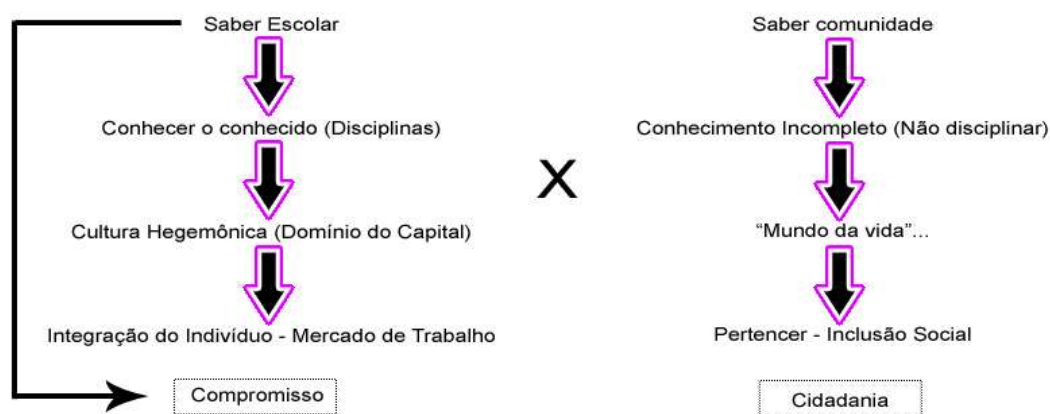 Saber Escolar
Conhecer o conhecido (Disciplinas)
Cultura Hegemônica (Domínio do Capital)
Integração do Indivíduo - Mercado de Trabalho
Compromisso
X
Saber comunidade
Conhecimento Incompleto (Não disciplinar)
“Mundo da vida”...
Pertencer - Inclusão Social
Cidadania